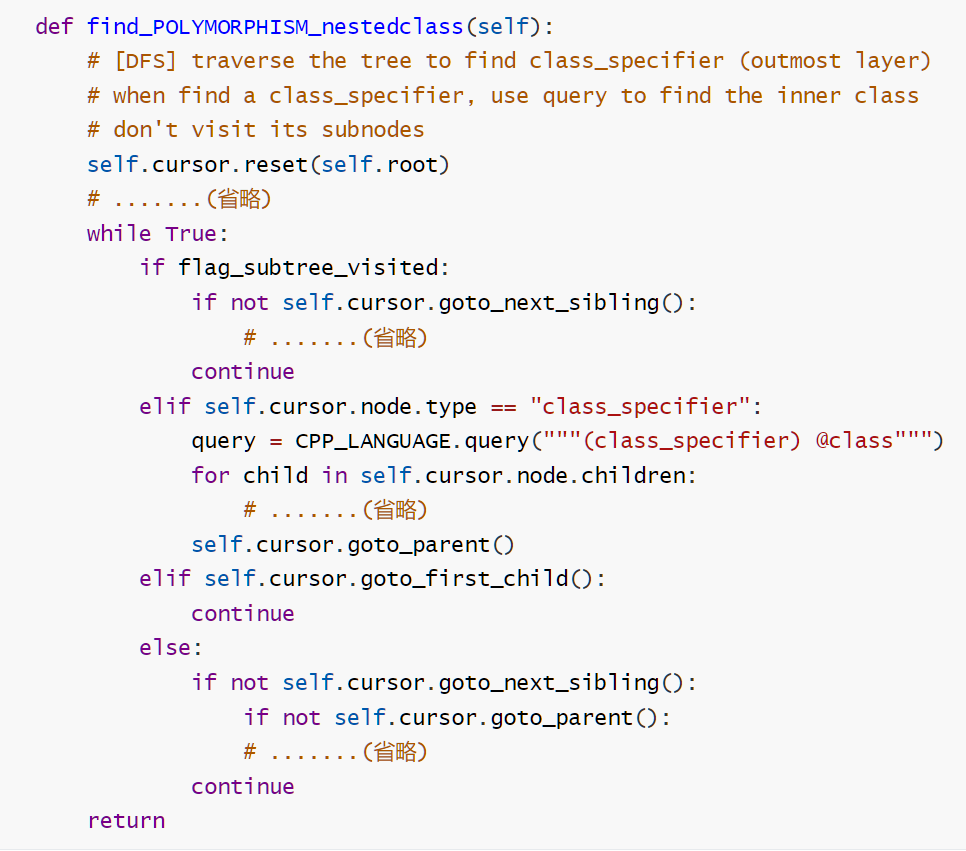 def find_POLYMORPHISM_nestedclass(self):
    # [DFS] traverse the tree to find class_specifier (outmost layer)
    # when find a class_specifier, use query to find the inner class
    # don't visit its subnodes
    self.cursor.reset(self.root)
    # .......(省略)
    while True:
        if flag_subtree_visited:
            if not self.cursor.goto_next_sibling():
                # .......(省略)
            continue
        elif self.cursor.node.type == "class_specifier":
            query = CPP_LANGUAGE.query("""(class_specifier) @class""")
            for child in self.cursor.node.children:
                # .......(省略)
            self.cursor.goto_parent()
        elif self.cursor.goto_first_child():
            continue
        else:
            if not self.cursor.goto_next_sibling():
                if not self.cursor.goto_parent():
                # .......(省略)
            continue
    return